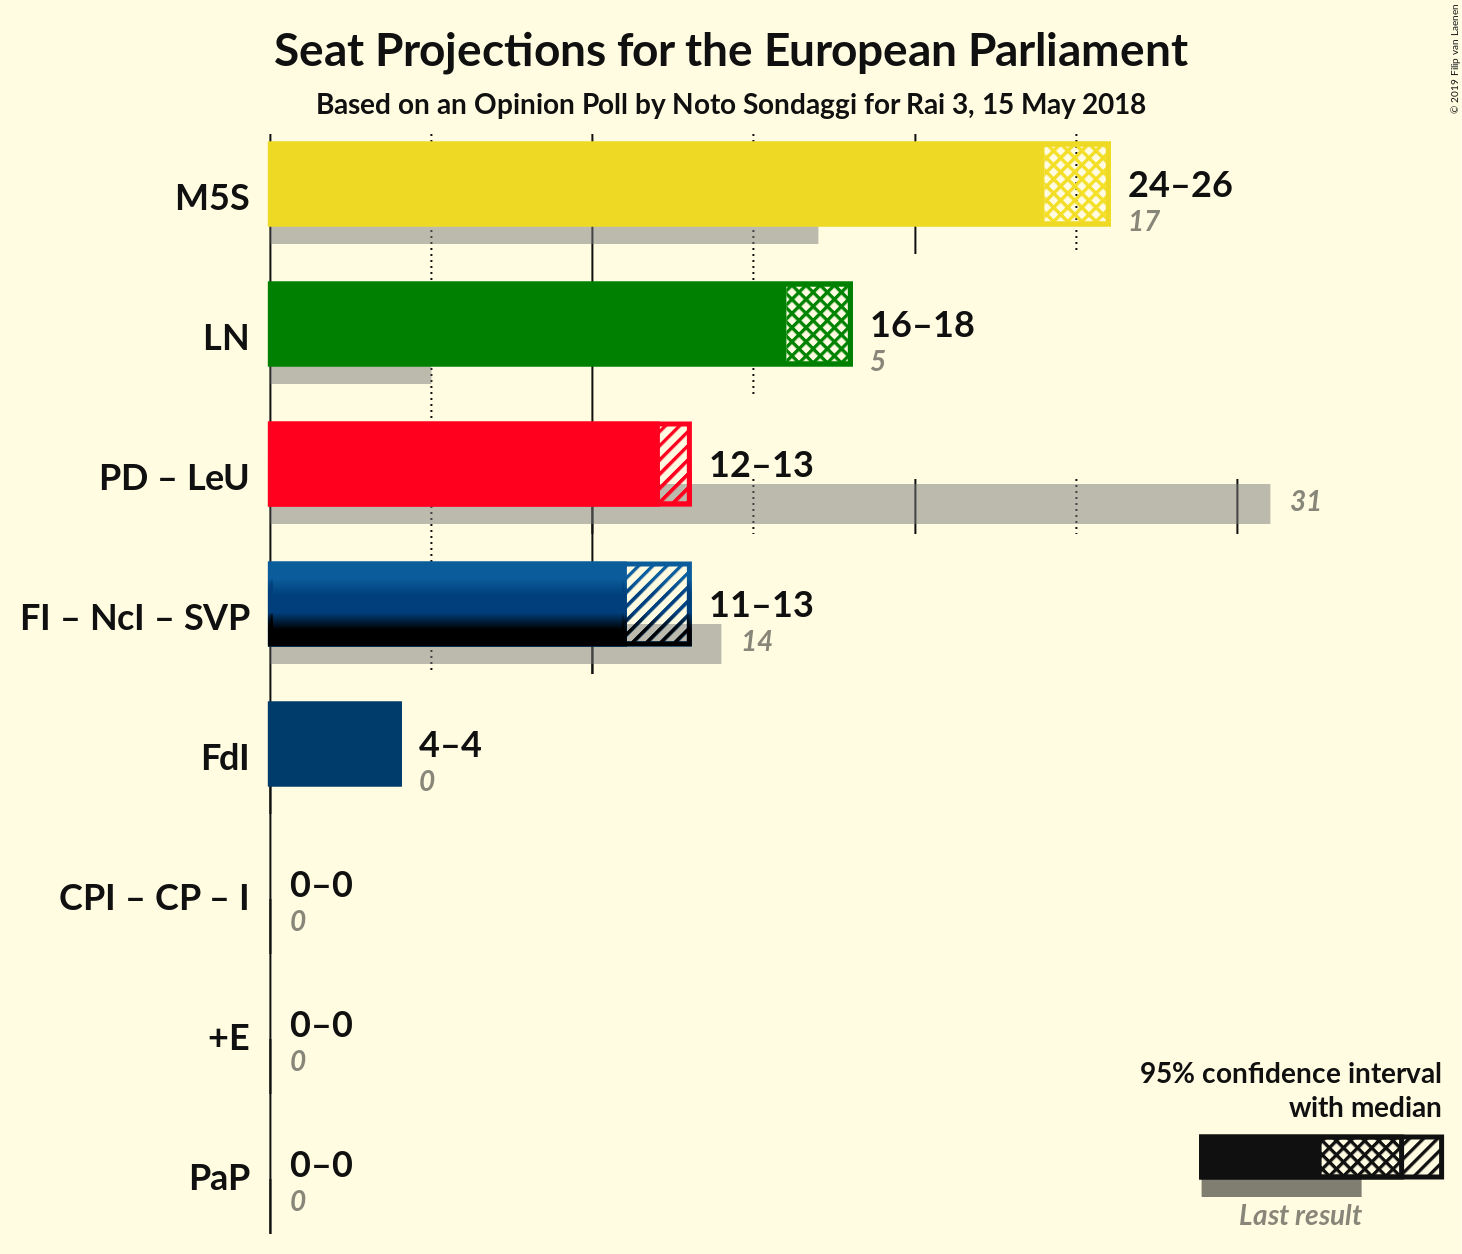 Seat Projections for the European Parliament
Based on an Opinion Poll by Noto Sondaggi for Rai 3, 15 May 2018
© 2019 Filip van Laenen
M5S
24–26
17
LN
16–18
5
PD – LeU
12–13
31
FI – NcI – SVP
11–13
14
FdI
4–4
0
CPI – CP – I
0–0
0
+E
0–0
0
PaP
0–0
0
95% confidence interval
with median
Last result